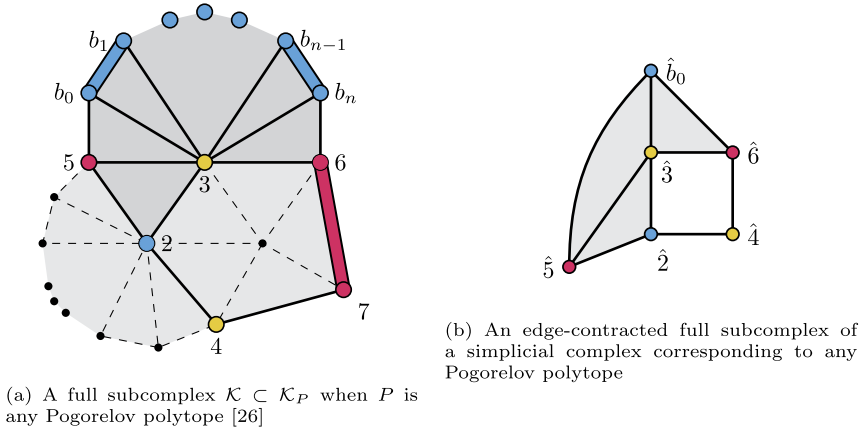 b₁
bₙ₋₁
b₀
bₙ
5
3
6
2
7
4
(a) A full subcomplex 𝒦 ⊂ 𝒦_P when P is
any Pogorelov polytope [26]
b̂₀
3̂
6̂
5̂
2̂
4̂
(b) An edge-contracted full subcomplex of
a simplicial complex corresponding to any
Pogorelov polytope